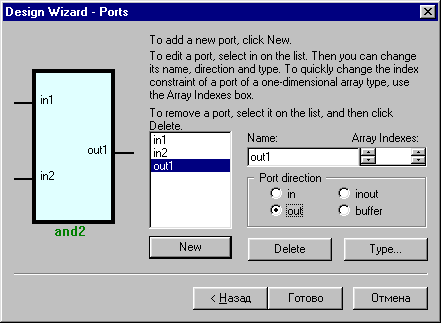 Design Wizard - Ports
To add a new port, click New.
To edit a port, select in on the list. Then you can change
its name, direction and type. To quickly change the index
constraint of a port of a one-dimensional array type, use
the Array Indexes box.
To remove a port, select it on the list, and then click
Delete.
in1
in2
out1
and2
in1
in2
out1
Name:
Array Indexes:
out1
Port direction
in
inout
out
buffer
New
Delete
Type...
< Назад
Готово
Отмена